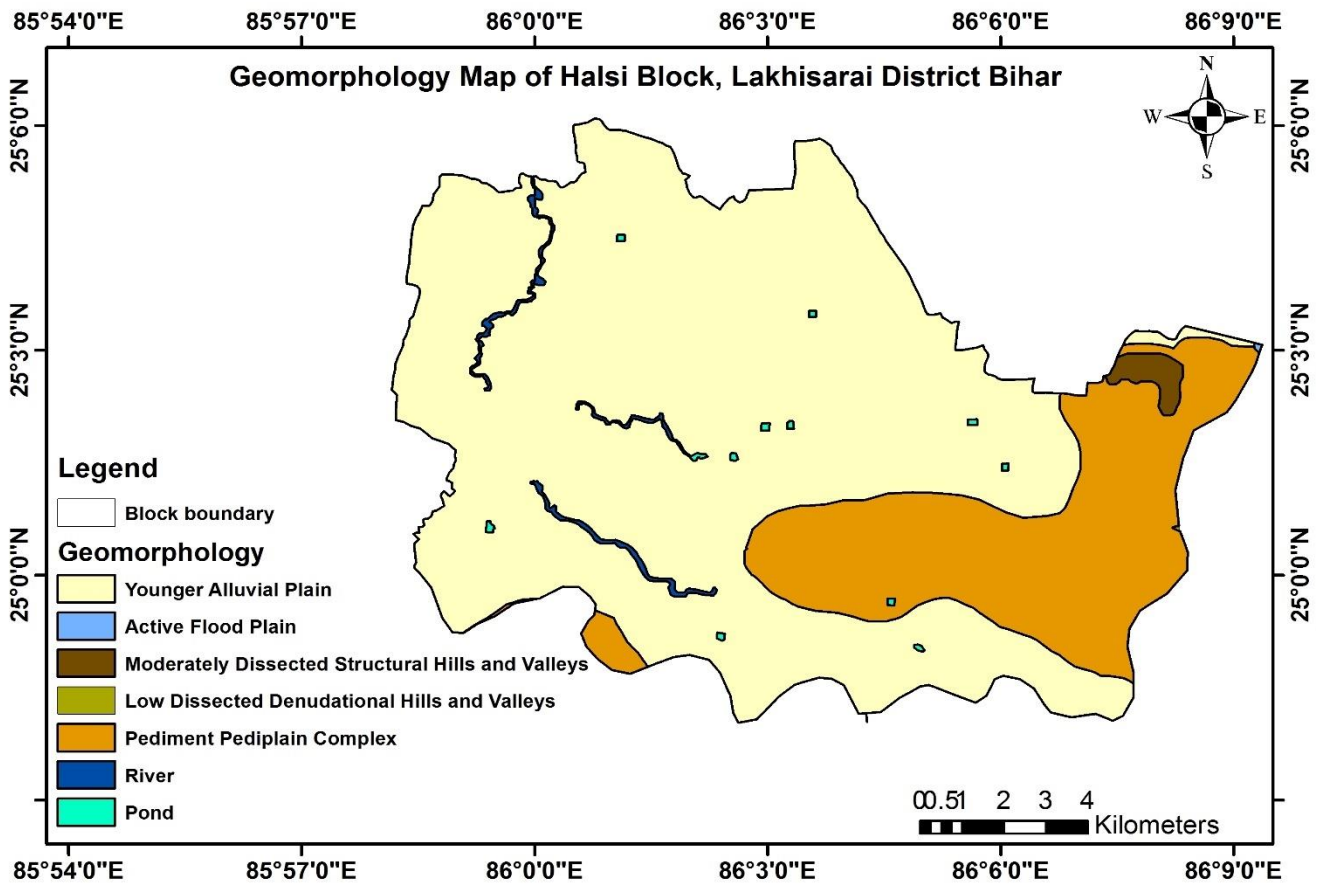 85°54'0"E 85°57'0"E 86°0'0"E 86°3'0"E 86°6'0"E 86°9'0"E
Geomorphology Map of Halsi Block, Lakhisarai District Bihar
N
W E
S
25°6'0"N 25°6'0"N
25°3'0"N 25°3'0"N
25°0'0"N 25°0'0"N
Legend
Block boundary
Geomorphology
Younger Alluvial Plain
Active Flood Plain
Moderately Dissected Structural Hills and Valleys
Low Dissected Denudational Hills and Valleys
Pediment Pediplain Complex
River
Pond
0 0.5 1 2 3 4
Kilometers
85°54'0"E 85°57'0"E 86°0'0"E 86°3'0"E 86°6'0"E 86°9'0"E